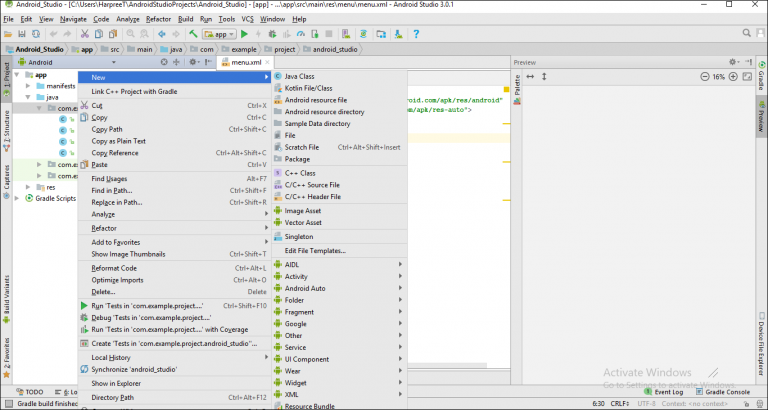 Android_Studio - [C:\Users\HarpreeT\AndroidStudioProjects\Android_Studio] - [app] - ...\app\src\main\res\menu\menu.xml - Android Studio 3.0.1
File Edit View Navigate Code Analyze Refactor Build Run Tools VCS Window Help
app
Android_Studio app src main java com example project android_studio
Android
menu.xml
Preview
1: Project
Z: Structure
Captures
Build Variants
2: Favorites
app
manifests
java
com.ex
com.e
com.e
res
Gradle Scripts
New
Link C++ Project with Gradle
Cut Ctrl+X
Copy Ctrl+C
Copy Path Ctrl+Shift+C
Copy as Plain Text
Copy Reference Ctrl+Alt+Shift+C
Paste Ctrl+V
Find Usages Alt+F7
Find in Path... Ctrl+Shift+F
Replace in Path... Ctrl+Shift+R
Analyze
Refactor
Add to Favorites
Show Image Thumbnails Ctrl+Shift+T
Reformat Code Ctrl+Alt+L
Optimize Imports Ctrl+Alt+O
Delete... Delete
Run 'Tests in 'com.example.project....' Ctrl+Shift+F10
Debug 'Tests in 'com.example.project....'
Run 'Tests in 'com.example.project....' with Coverage
Create 'Tests in 'com.example.project.android_studio''...
Local History
Synchronize 'android_studio'
Show in Explorer
Directory Path Ctrl+Alt+F12
Java Class
Kotlin File/Class
Android resource file
Android resource directory
Sample Data directory
File
Scratch File Ctrl+Alt+Shift+Insert
Package
C++ Class
C/C++ Source File
C/C++ Header File
Image Asset
Vector Asset
Singleton
Edit File Templates...
AIDL
Activity
Android Auto
Folder
Fragment
Google
Other
Service
UI Component
Wear
Widget
XML
Resource Bundle
roid.com/apk/res/android"
com/apk/res-auto">
Palette
16%
Gradle
Preview
Device File Explorer
Activate Windows
Go to Settings to activate Windows.
TODO
Event Log Gradle Console
Gradle build finished
6:30 CRLF UTF-8 Context: <no context>